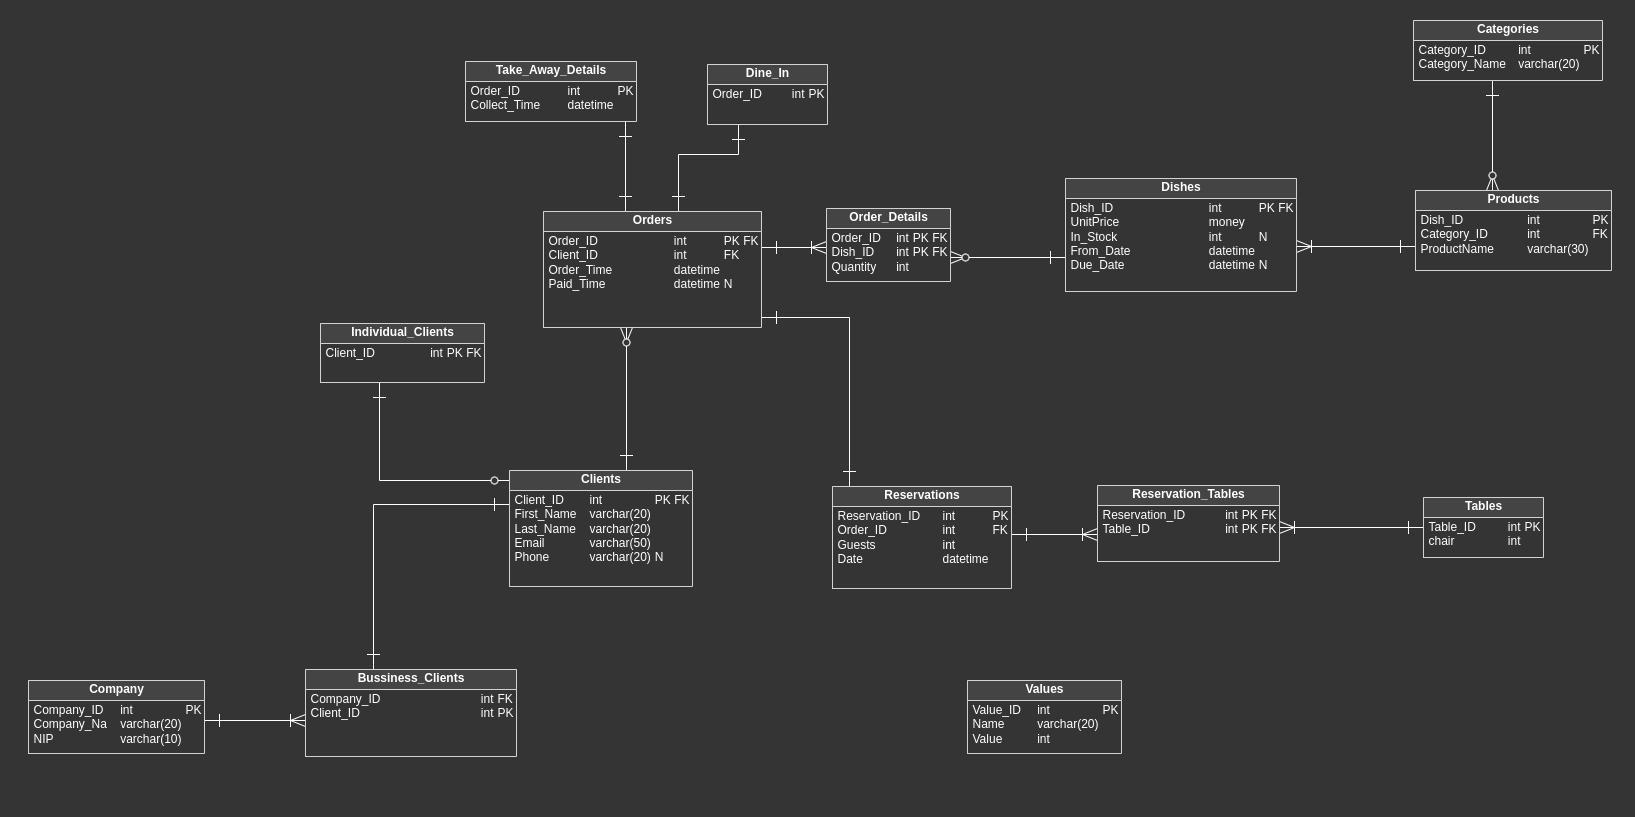 Categories
Category_ID int PK
Category_Name varchar(20)
Take_Away_Details
Order_ID int PK
Collect_Time datetime
Dine_In
Order_ID int PK
Dishes
Dish_ID int PK FK
UnitPrice money
In_Stock int N
From_Date datetime
Due_Date datetime N
Products
Dish_ID int PK
Category_ID int FK
ProductName varchar(30)
Orders
Order_ID int PK FK
Client_ID int FK
Order_Time datetime
Paid_Time datetime N
Order_Details
Order_ID int PK FK
Dish_ID int PK FK
Quantity int
Individual_Clients
Client_ID int PK FK
Clients
Client_ID int PK FK
First_Name varchar(20)
Last_Name varchar(20)
Email varchar(50)
Phone varchar(20) N
Reservations
Reservation_ID int PK
Order_ID int FK
Guests int
Date datetime
Reservation_Tables
Reservation_ID int PK FK
Table_ID int PK FK
Tables
Table_ID int PK
chair int
Company
Company_ID int PK
Company_Na varchar(20)
NIP varchar(10)
Bussiness_Clients
Company_ID int FK
Client_ID int PK
Values
Value_ID int PK
Name varchar(20)
Value int